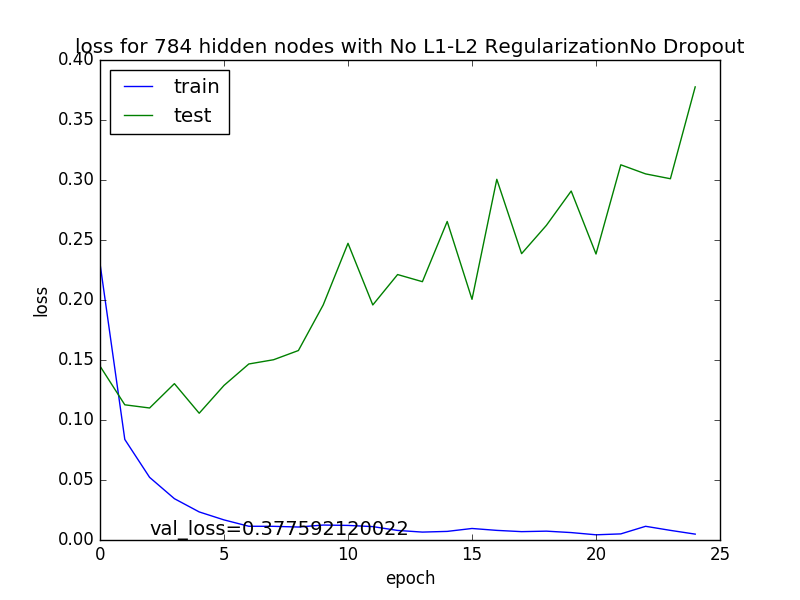 loss for 784 hidden nodes with No L1-L2 RegularizationNo Dropout
0.40
0.35
0.30
0.25
0.20
0.15
0.10
0.05
0.00
loss
train
test
val_loss=0.377592120022
0 5 10 15 20 25
epoch